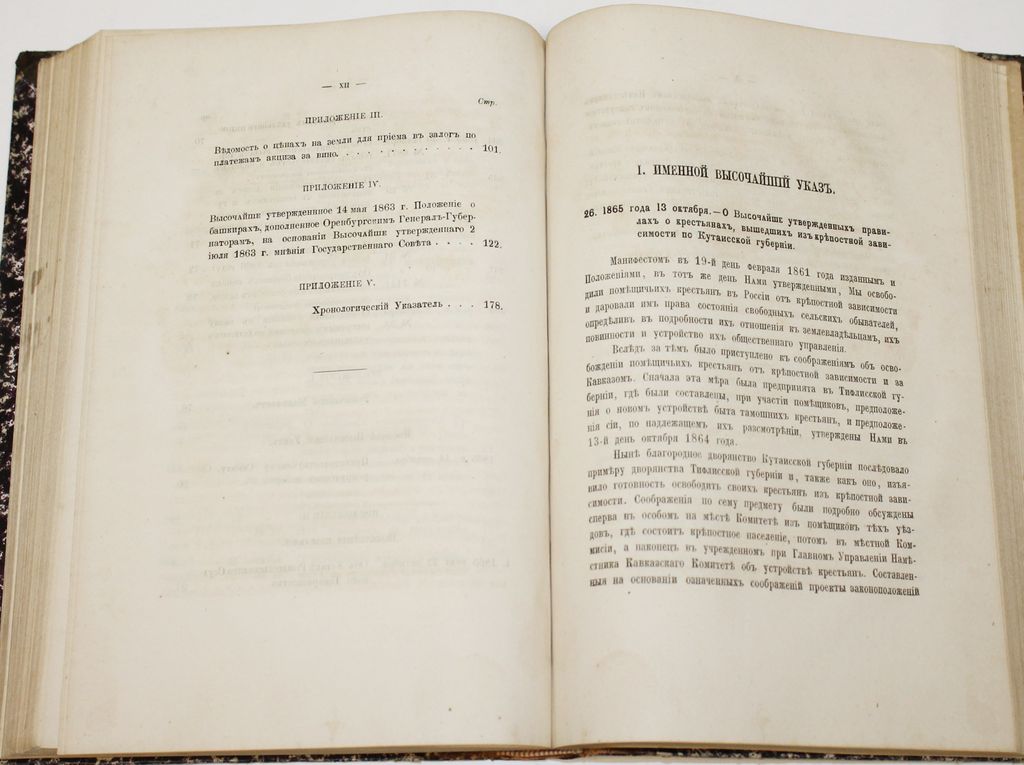 — XII —
Стр.
ПРИЛОЖЕНІЕ III.
Вѣдомость о цѣнахъ на земли для пріема въ залогъ по
платежамъ акциза за вино. . . . . . . . . . . . 101.
ПРИЛОЖЕНІЕ IV.
Высочайше утвержденнное 14 мая 1863 г. Положеніе о
башкирахъ, дополненное Оренбургскимъ Генералъ-Губер-
наторамъ, на основаніи Высочайше утвержденнаго 2
іюля 1863 г. мнѣнія Государственнаго Совѣта . . . . 122.
ПРИЛОЖЕНІЕ V.
Хронологическій Указатель . . . 178.
I. ИМЕННОЙ ВЫСОЧАЙШІЙ УКАЗЪ.
26. 1865 года 13 октября.—О Высочайше утвержденныхъ прави-
лахъ о крестьянахъ, вышедшихъ изъ крѣпостной зави-
симости по Кутаисской губерніи.
Манифестомъ въ 19-й день февраля 1861 года изданнымъ и
Положеніями, въ тотъ же день Нами утвержденными, Мы освобо-
дили помѣщичьихъ крестьянъ въ Россіи отъ крѣпостной зависимости
и даровали имъ права состоянія свободныхъ сельскихъ обывателей,
опредѣливъ въ подробности ихъ отношенія къ землевладѣльцамъ, ихъ
повинности и устройство ихъ общественнаго управленія.
Вслѣдъ за тѣмъ было приступлено къ соображеніямъ объ осво-
божденіи помѣщичьихъ крестьянъ отъ крѣпостной зависимости и за
Кавказомъ. Сначала эта мѣра была предпринята въ Тифлисской гу-
берніи, гдѣ были составлены, при участіи помѣщиковъ, предположе-
нія о новомъ устройствѣ быта тамошнихъ крестьянъ, и предположе-
нія сіи, по надлежащемъ ихъ разсмотрѣніи, утверждены Нами въ
13-й день октября 1864 года.
Нынѣ благородное дворянство Кутаисской губерніи послѣдовало
примѣру дворянства Тифлисской губерніи и, также какъ оно, изъя-
вило готовность освободить своихъ крестьянъ изъ крѣпостной зави-
симости. Соображенія по сему предмету были подробно обсуждены
сперва въ особомъ на мѣстѣ Комитетѣ изъ помѣщиковъ тѣхъ уѣз-
довъ, гдѣ состоитъ крѣпостное населеніе, потомъ въ мѣстной Ком-
мисіи, а наконецъ въ учрежденномъ при Главномъ Управленіи Намѣ-
стника Кавказскаго Комитетѣ объ устройствѣ крестьянъ. Составлен-
ныя на основаніи означенныхъ соображеній проекты законоположеній